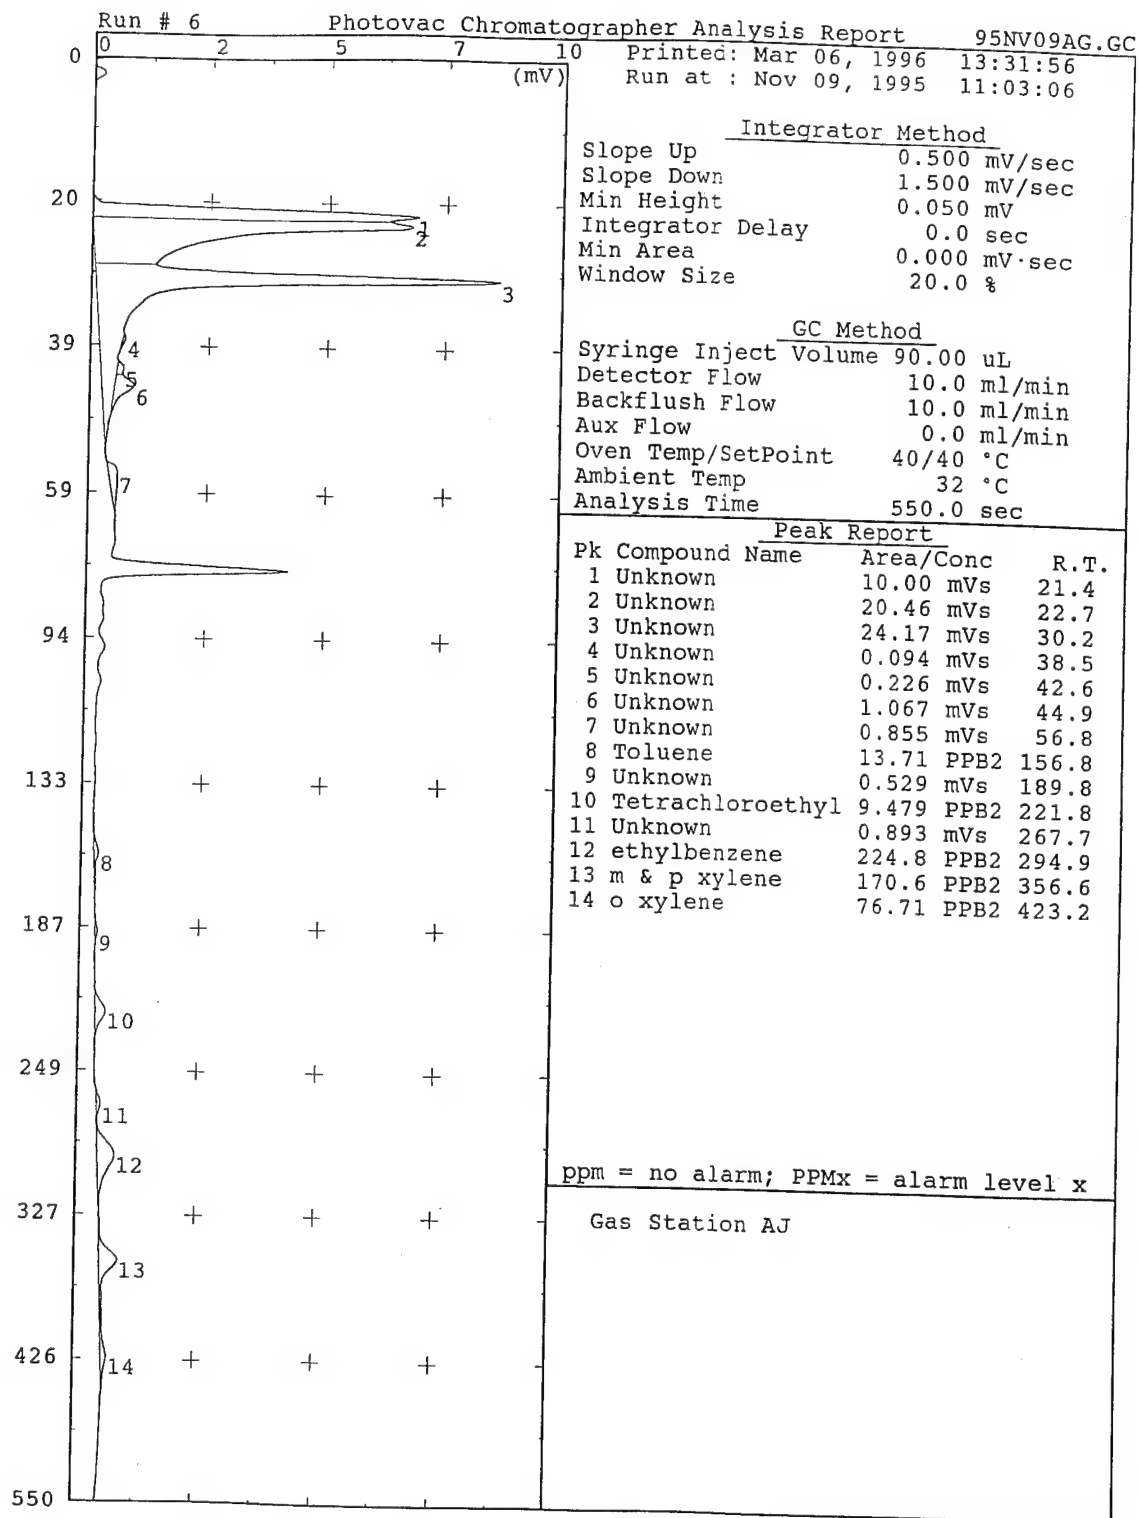 Run # 6 Photovac Chromatographer Analysis Report 95NV09AG.GC
0 2 5 7 10
(mV)
Printed: Mar 06, 1996 13:31:56
Run at : Nov 09, 1995 11:03:06
Integrator Method
Slope Up 0.500 mV/sec
Slope Down 1.500 mV/sec
Min Height 0.050 mV
Integrator Delay 0.0 sec
Min Area 0.000 mV·sec
Window Size 20.0 %
GC Method
Syringe Inject Volume 90.00 uL
Detector Flow 10.0 ml/min
Backflush Flow 10.0 ml/min
Aux Flow 0.0 ml/min
Oven Temp/SetPoint 40/40 °C
Ambient Temp 32 °C
Analysis Time 550.0 sec
Peak Report
Pk Compound Name Area/Conc R.T.
1 Unknown 10.00 mVs 21.4
2 Unknown 20.46 mVs 22.7
3 Unknown 24.17 mVs 30.2
4 Unknown 0.094 mVs 38.5
5 Unknown 0.226 mVs 42.6
6 Unknown 1.067 mVs 44.9
7 Unknown 0.855 mVs 56.8
8 Toluene 13.71 PPB2 156.8
9 Unknown 0.529 mVs 189.8
10 Tetrachloroethyl 9.479 PPB2 221.8
11 Unknown 0.893 mVs 267.7
12 ethylbenzene 224.8 PPB2 294.9
13 m & p xylene 170.6 PPB2 356.6
14 o xylene 76.71 PPB2 423.2
ppm = no alarm; PPMx = alarm level x
Gas Station AJ
0
20
1
2
3
39
4
5
6
59
7
94
133
8
187
9
10
249
11
12
327
13
426
14
550